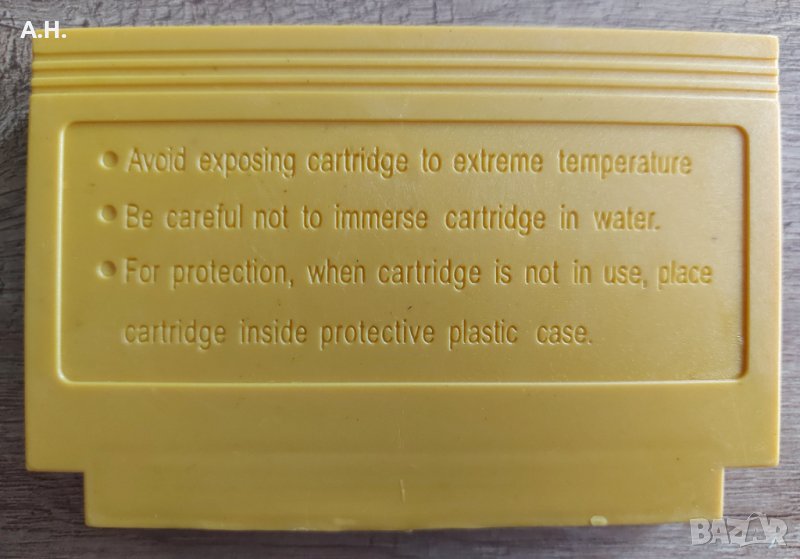 A.H.
Avoid exposing cartridge to extreme temperature
Be careful not to immerse cartridge in water.
For protection, when cartridge is not in use, place
cartridge inside protective plastic case.
BAZAR